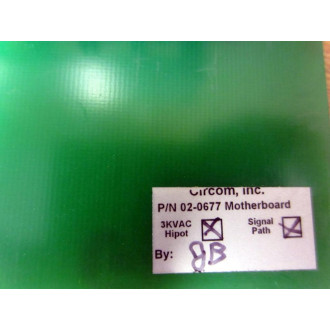 Circom, Inc.
P/N 02-0677 Motherboard
3KVAC Hipot ☒ Signal Path ☒
By: JB